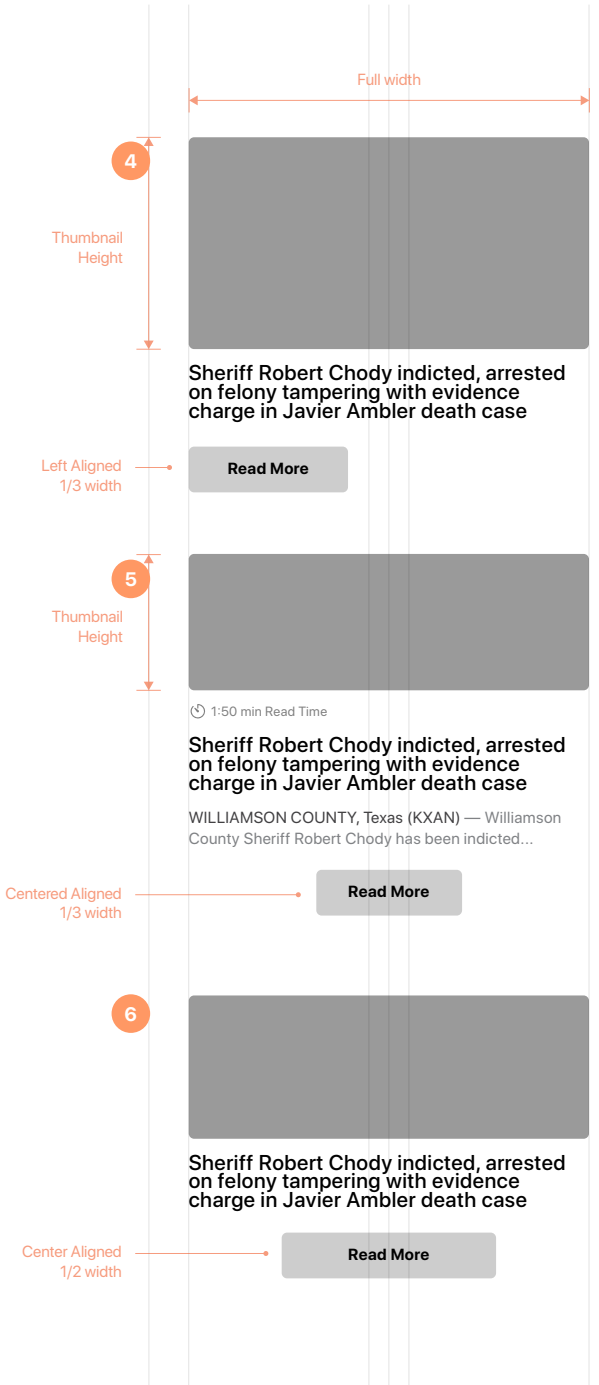 Full width
4
Thumbnail
Height
Sheriff Robert Chody indicted, arrested
on felony tampering with evidence
charge in Javier Ambler death case
Left Aligned
1/3 width
Read More
5
Thumbnail
Height
1:50 min Read Time
Sheriff Robert Chody indicted, arrested
on felony tampering with evidence
charge in Javier Ambler death case
WILLIAMSON COUNTY, Texas (KXAN) — Williamson
County Sheriff Robert Chody has been indicted...
Centered Aligned
1/3 width
Read More
6
Sheriff Robert Chody indicted, arrested
on felony tampering with evidence
charge in Javier Ambler death case
Center Aligned
1/2 width
Read More